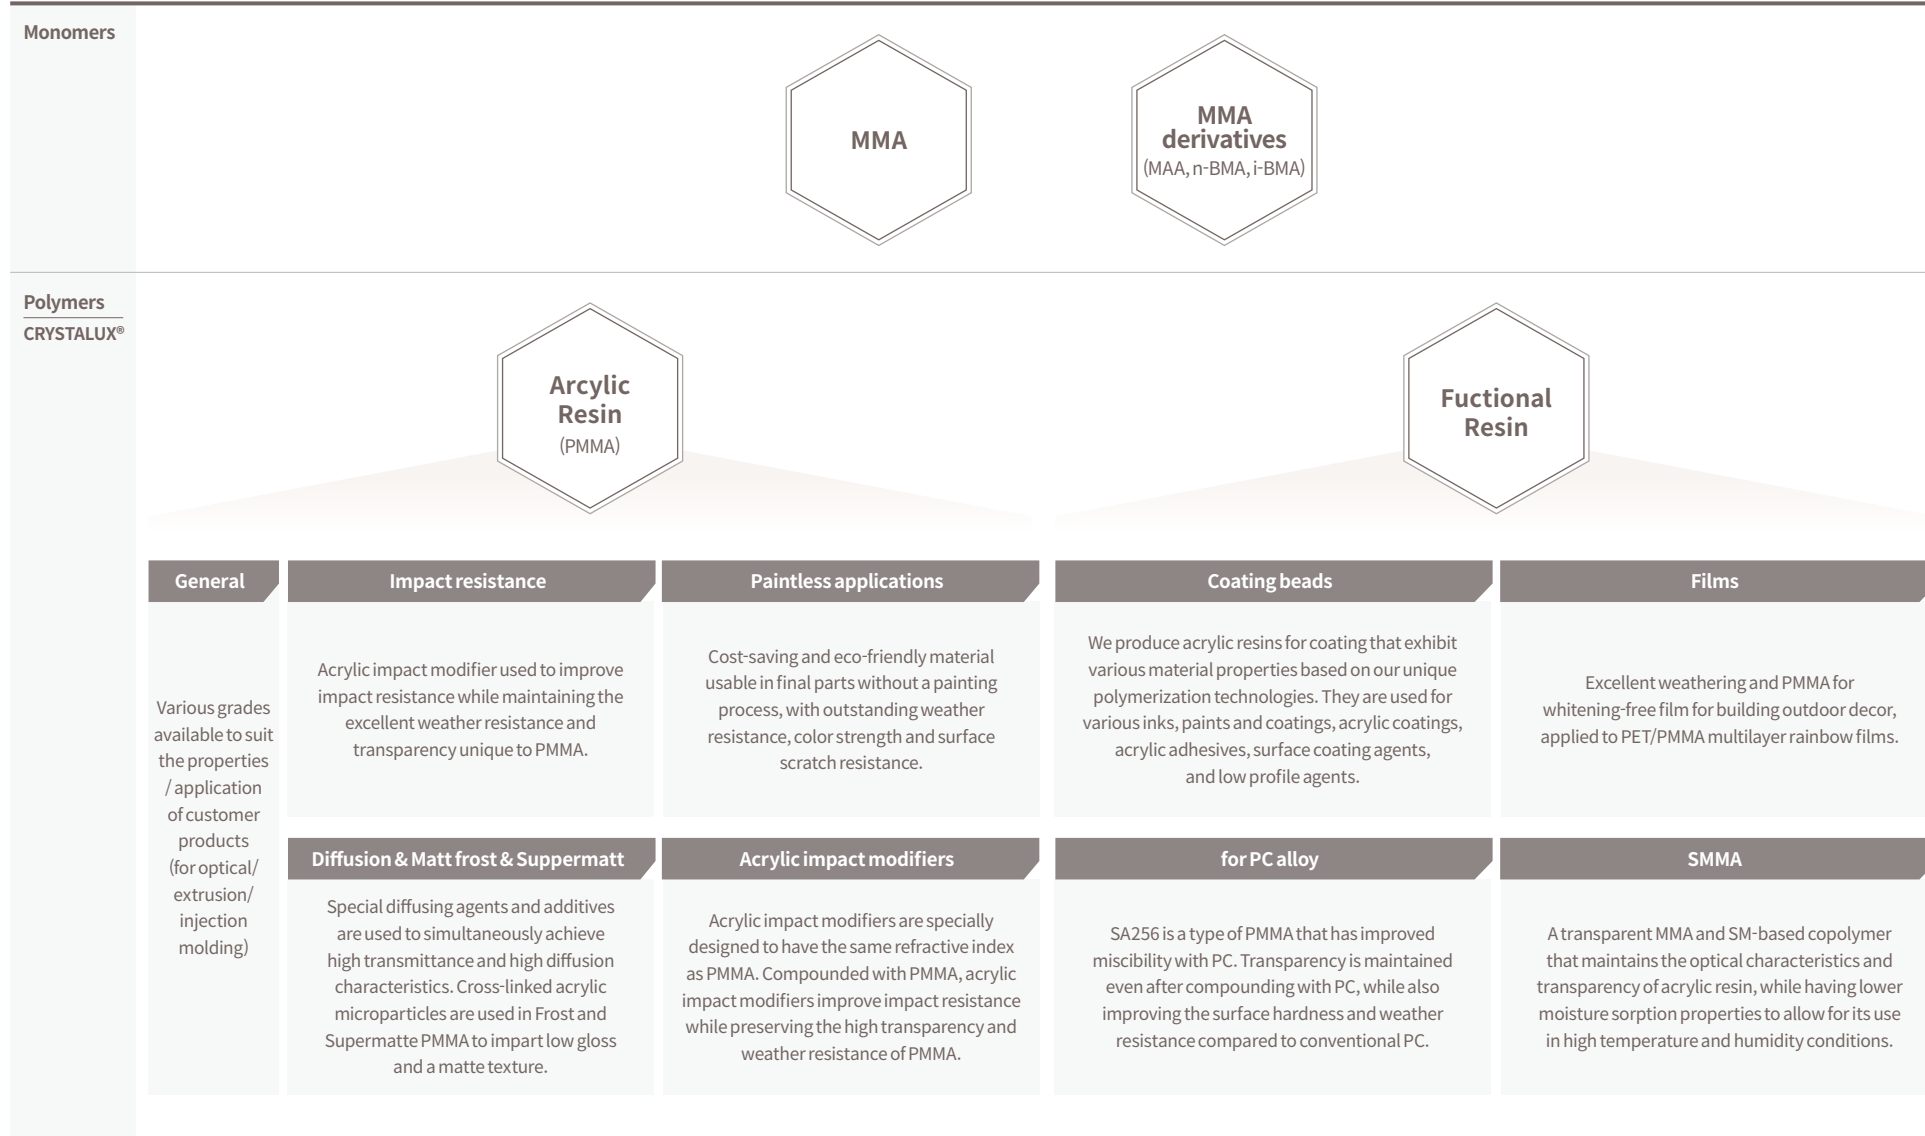 Monomers
MMA
MMA
derivatives
(MAA, n-BMA, i-BMA)
Polymers
CRYSTALUX®
Arcylic
Resin
(PMMA)
Fuctional
Resin
General
Various grades
available to suit
the properties
/ application
of customer
products
(for optical/
extrusion/
injection
molding)
Impact resistance
Acrylic impact modifier used to improve
impact resistance while maintaining the
excellent weather resistance and
transparency unique to PMMA.
Paintless applications
Cost-saving and eco-friendly material
usable in final parts without a painting
process, with outstanding weather
resistance, color strength and surface
scratch resistance.
Coating beads
We produce acrylic resins for coating that exhibit
various material properties based on our unique
polymerization technologies. They are used for
various inks, paints and coatings, acrylic coatings,
acrylic adhesives, surface coating agents,
and low profile agents.
Films
Excellent weathering and PMMA for
whitening-free film for building outdoor decor,
applied to PET/PMMA multilayer rainbow films.
Diffusion & Matt frost & Suppermatt
Special diffusing agents and additives
are used to simultaneously achieve
high transmittance and high diffusion
characteristics. Cross-linked acrylic
microparticles are used in Frost and
Supermatte PMMA to impart low gloss
and a matte texture.
Acrylic impact modifiers
Acrylic impact modifiers are specially
designed to have the same refractive index
as PMMA. Compounded with PMMA, acrylic
impact modifiers improve impact resistance
while preserving the high transparency and
weather resistance of PMMA.
for PC alloy
SA256 is a type of PMMA that has improved
miscibility with PC. Transparency is maintained
even after compounding with PC, while also
improving the surface hardness and weather
resistance compared to conventional PC.
SMMA
A transparent MMA and SM-based copolymer
that maintains the optical characteristics and
transparency of acrylic resin, while having lower
moisture sorption properties to allow for its use
in high temperature and humidity conditions.